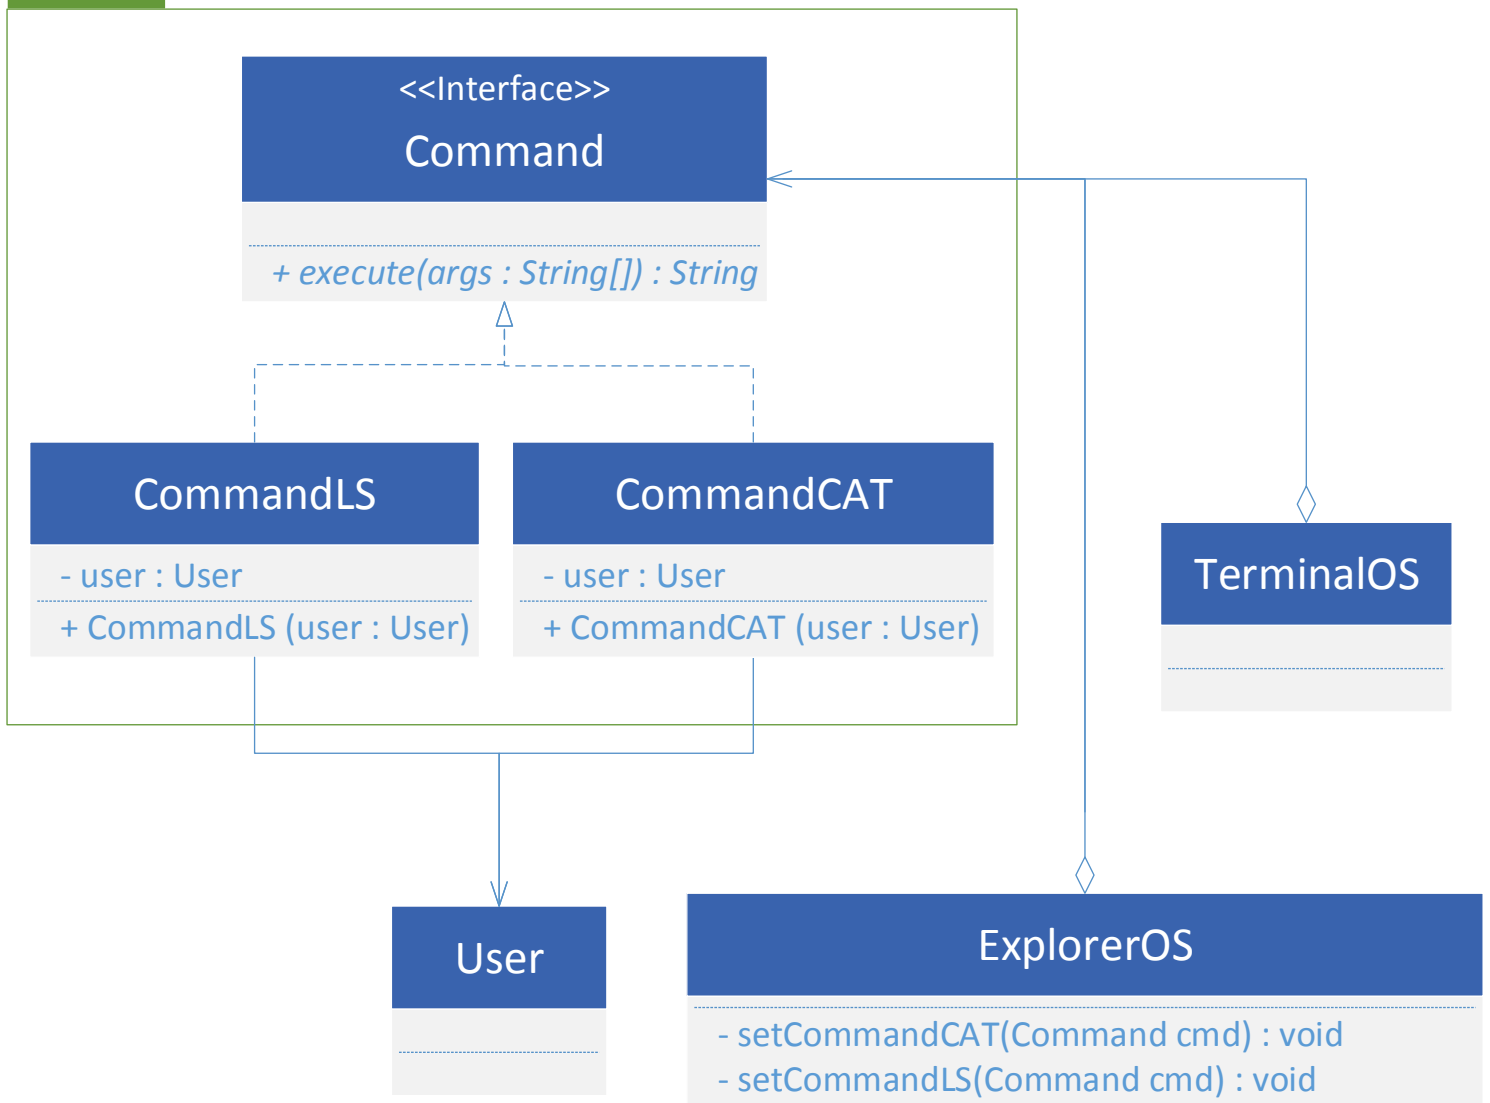 <<Interface>>
Command
+ execute(args : String[]) : String
CommandLS
- user : User
+ CommandLS (user : User)
CommandCAT
- user : User
+ CommandCAT (user : User)
TerminalOS
User
ExplorerOS
- setCommandCAT(Command cmd) : void
- setCommandLS(Command cmd) : void